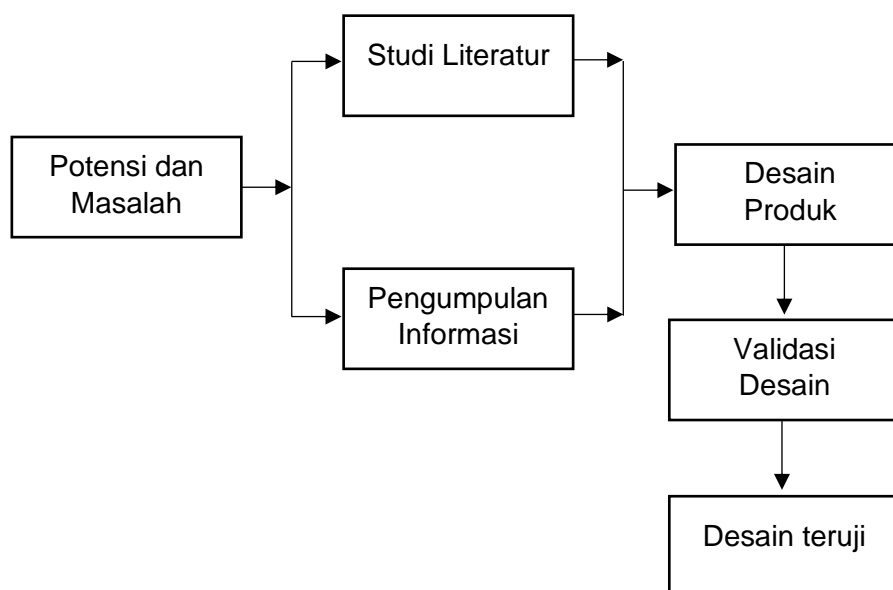 Studi Literatur
Potensi dan
Masalah
Desain
Produk
Pengumpulan
Informasi
Validasi
Desain
Desain teruji